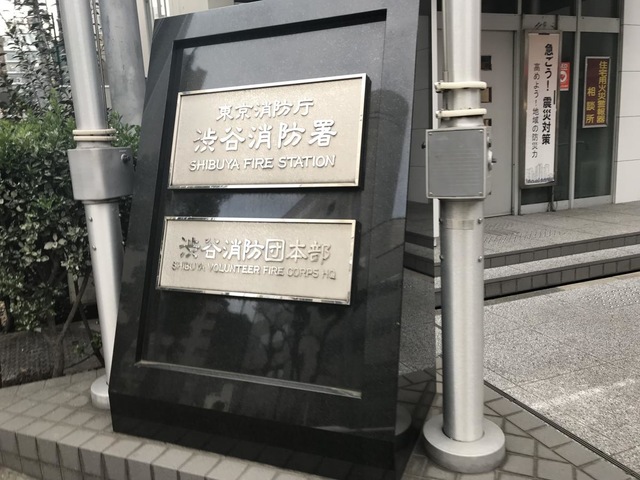 東京消防庁
渋谷消防署
SHIBUYA FIRE STATION
渋谷消防団本部
SHIBUYA VOLUNTEER FIRE CORPS HQ
急ごう！震災対策
高めよう！地域の防災力
住宅用火災警報器
相談所